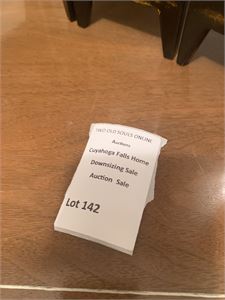 TWO OLD SOULS ONLINE
Auctions
Cuyahoga Falls Home
Downsizing Sale
Auction Sale
Lot 142